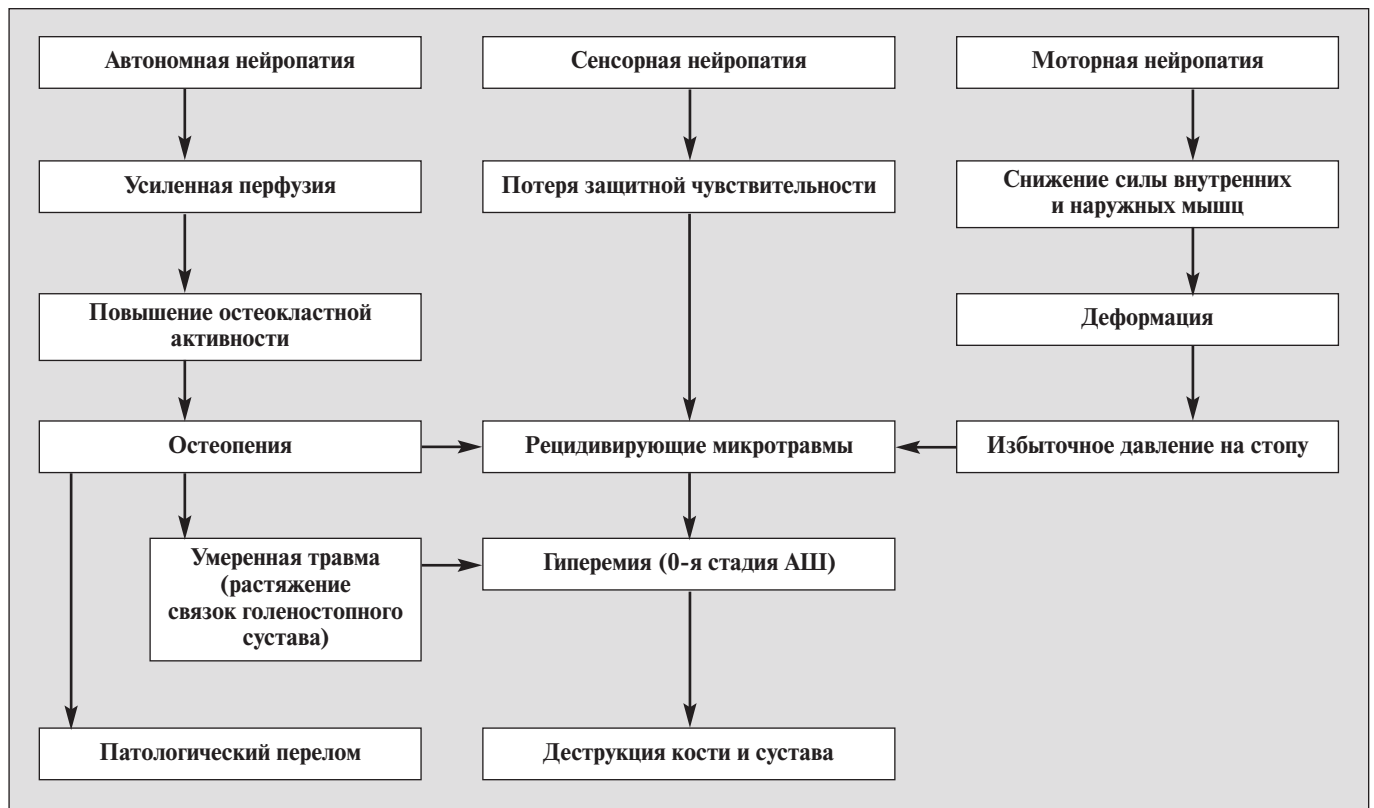 Автономная нейропатия
Сенсорная нейропатия
Моторная нейропатия
Усиленная перфузия
Потеря защитной чувствительности
Снижение силы внутренних
и наружных мышц
Повышение остеокластной
активности
Деформация
Остеопения
Рецидивирующие микротравмы
Избыточное давление на стопу
Умеренная травма
(растяжение
связок голеностопного
сустава)
Гиперемия (0-я стадия АШ)
Патологический перелом
Деструкция кости и сустава